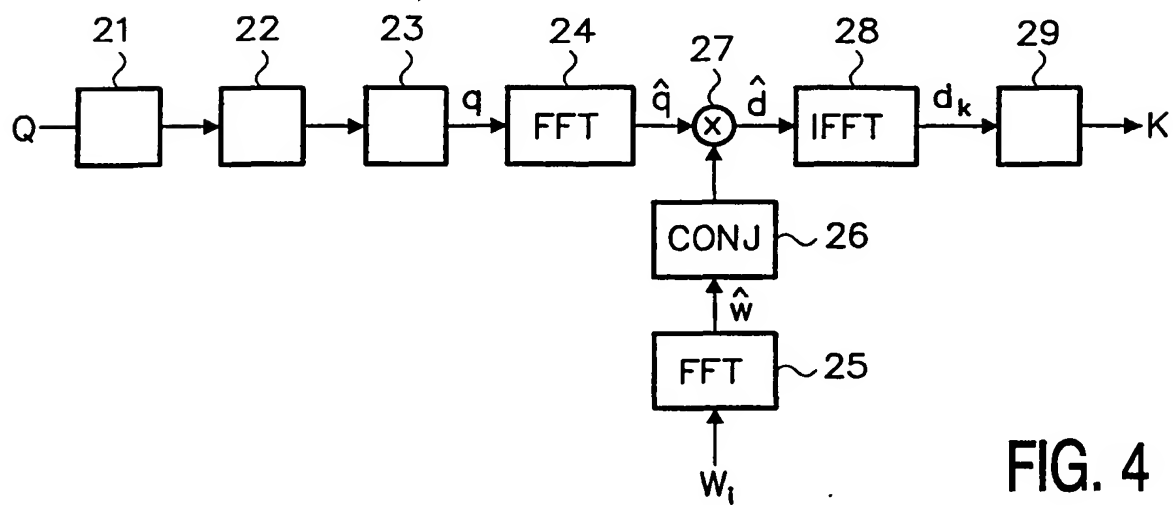 21 22 23 24 27 28 29
Q q FFT q̂ x d̂ IFFT dₖ K
CONJ 26
ŵ
FFT 25
Wᵢ
FIG. 4